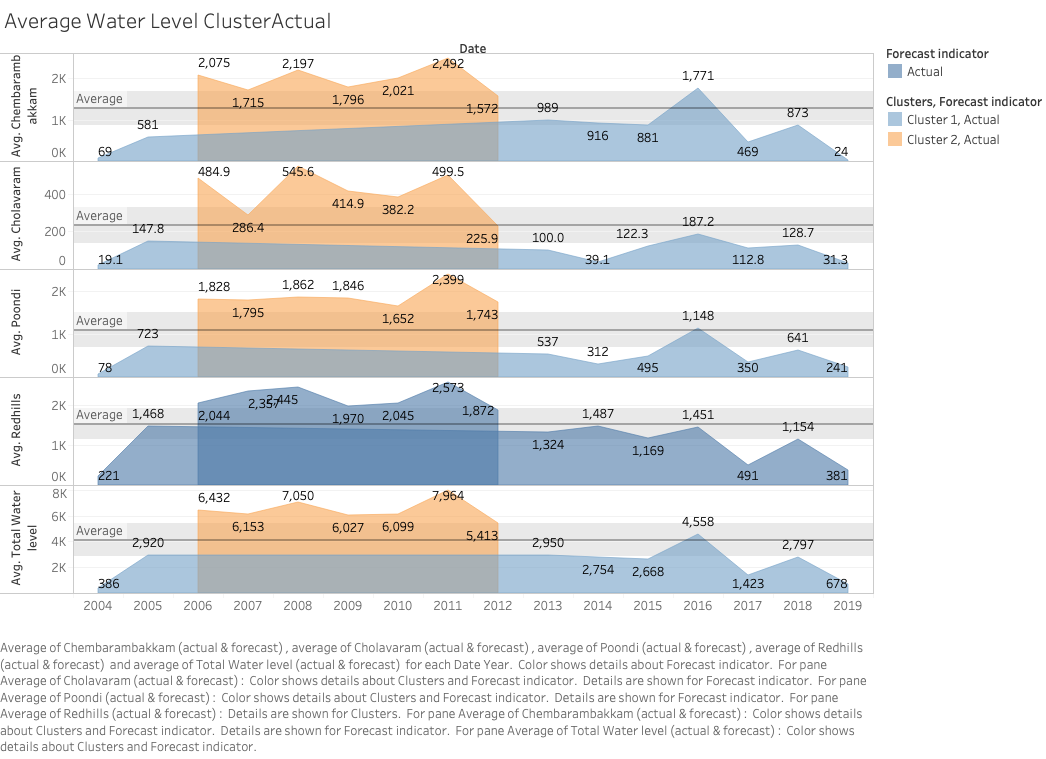 Average Water Level ClusterActual
Date
Forecast indicator
Actual
Clusters, Forecast indicator
Cluster 1, Actual
Cluster 2, Actual
Avg. Chembaramb
akkam
2K
1K
0K
Average
69
581
2,075
1,715
2,197
1,796
2,021
2,492
1,572
989
916
881
1,771
469
873
24
Avg. Cholavaram
400
200
0
Average
19.1
147.8
484.9
286.4
545.6
414.9
382.2
499.5
225.9
100.0
39.1
122.3
187.2
112.8
128.7
31.3
Avg. Poondi
2K
1K
0K
Average
78
723
1,828
1,795
1,862
1,846
1,652
2,399
1,743
537
312
495
1,148
350
641
241
Avg. Redhills
2K
1K
0K
Average
221
1,468
2,044
2,357
2,445
1,970
2,045
2,573
1,872
1,324
1,487
1,169
1,451
491
1,154
381
Avg. Total Water
level
8K
6K
4K
2K
Average
386
2,920
6,432
6,153
7,050
6,027
6,099
7,964
5,413
2,950
2,754
2,668
4,558
1,423
2,797
678
2004 2005 2006 2007 2008 2009 2010 2011 2012 2013 2014 2015 2016 2017 2018 2019
Average of Chembarambakkam (actual & forecast) , average of Cholavaram (actual & forecast) , average of Poondi (actual & forecast) , average of Redhills
(actual & forecast)  and average of Total Water level (actual & forecast)  for each Date Year.  Color shows details about Forecast indicator.  For pane
Average of Cholavaram (actual & forecast) :  Color shows details about Clusters and Forecast indicator.  Details are shown for Forecast indicator.  For pane
Average of Poondi (actual & forecast) :  Color shows details about Clusters and Forecast indicator.  Details are shown for Forecast indicator.  For pane
Average of Redhills (actual & forecast) :  Details are shown for Clusters.  For pane Average of Chembarambakkam (actual & forecast) :  Color shows details
about Clusters and Forecast indicator.  Details are shown for Forecast indicator.  For pane Average of Total Water level (actual & forecast) :  Color shows
details about Clusters and Forecast indicator.